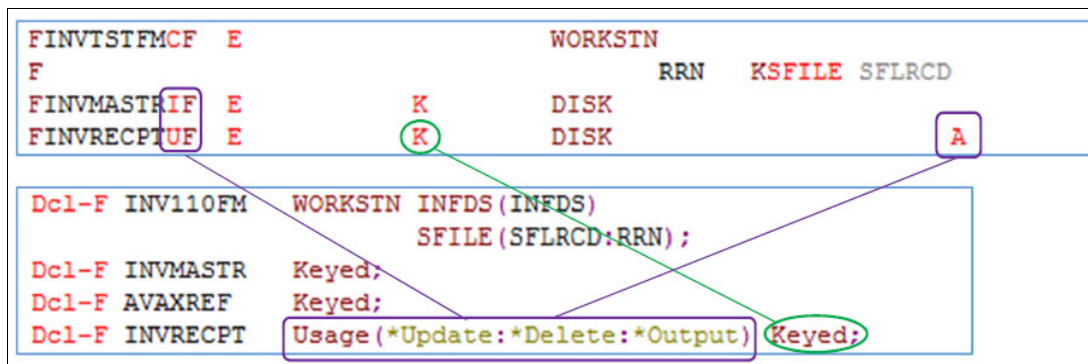 FINVTSTFMCF  E                    WORKSTN
F                                        RRN   KSFILE SFLRCD
FINVMASTRIF  E          K         DISK
FINVRECPTUF  E          K         DISK                      A
Dcl-F INV110FM   WORKSTN INFDS(INFDS)
SFILE(SFLRCD:RRN);
Dcl-F INVMASTR   Keyed;
Dcl-F AVAXREF    Keyed;
Dcl-F INVRECPT   Usage(*Update:*Delete:*Output) Keyed;